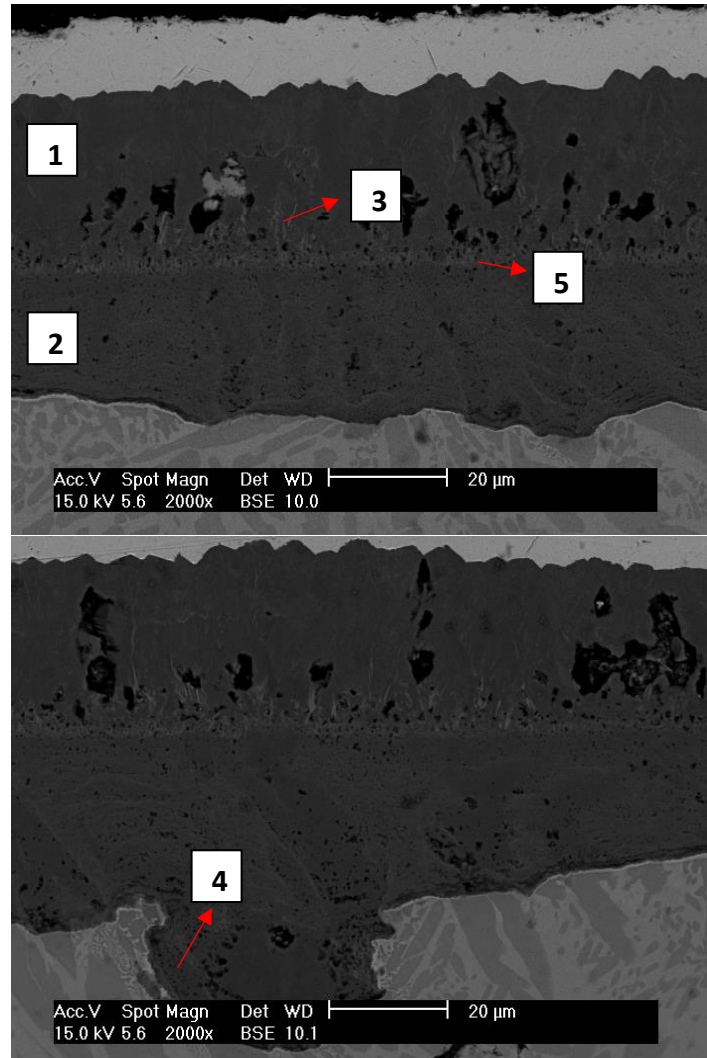 1
3
5
2
Acc.V Spot Magn Det WD 20 µm
15.0 kV 5.6 2000x BSE 10.0
4
Acc.V Spot Magn Det WD 20 µm
15.0 kV 5.6 2000x BSE 10.1